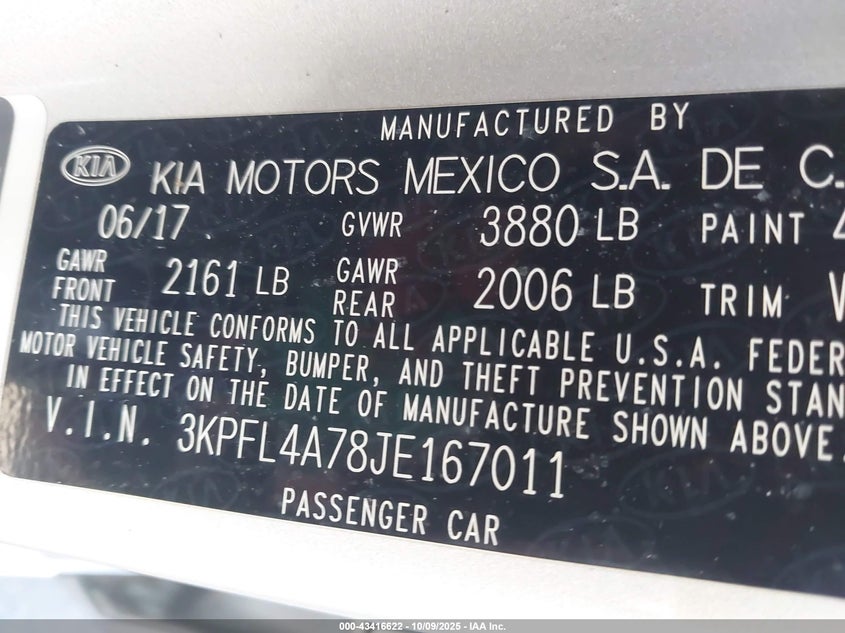 MANUFACTURED BY
KIA KIA MOTORS MEXICO S.A. DE C.
06/17 GVWR 3880 LB PAINT
GAWR FRONT 2161 LB GAWR REAR 2006 LB TRIM
THIS VEHICLE CONFORMS TO ALL APPLICABLE U.S.A. FEDER
MOTOR VEHICLE SAFETY, BUMPER, AND THEFT PREVENTION STAN
IN EFFECT ON THE DATE OF MANUFACTURE SHOWN ABOVE.
V.I.N. 3KPFL4A78JE167011
PASSENGER CAR
000-43416622 - 10/09/2025 - IAA Inc.